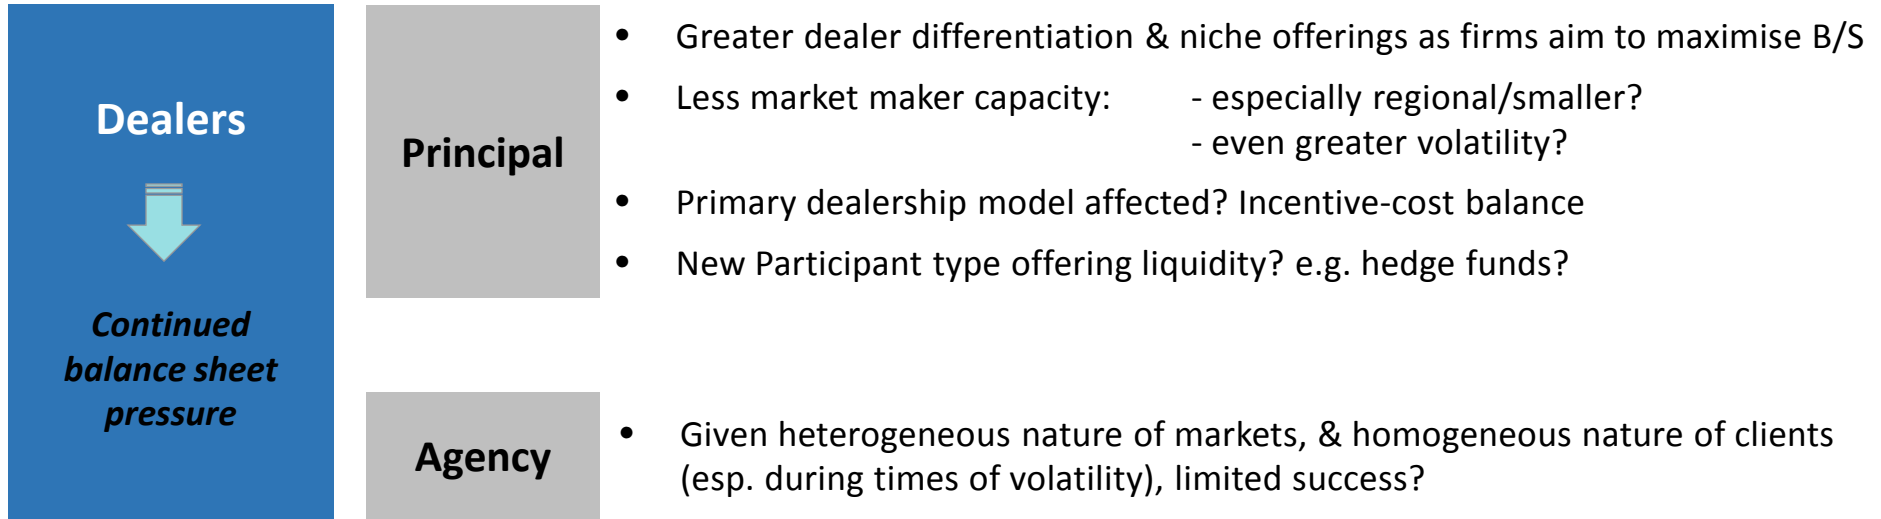 Dealers
Continued
balance sheet
pressure
Principal
• Greater dealer differentiation & niche offerings as firms aim to maximise B/S
• Less market maker capacity: - especially regional/smaller?
- even greater volatility?
• Primary dealership model affected? Incentive-cost balance
• New Participant type offering liquidity? e.g. hedge funds?
Agency
• Given heterogeneous nature of markets, & homogeneous nature of clients
(esp. during times of volatility), limited success?